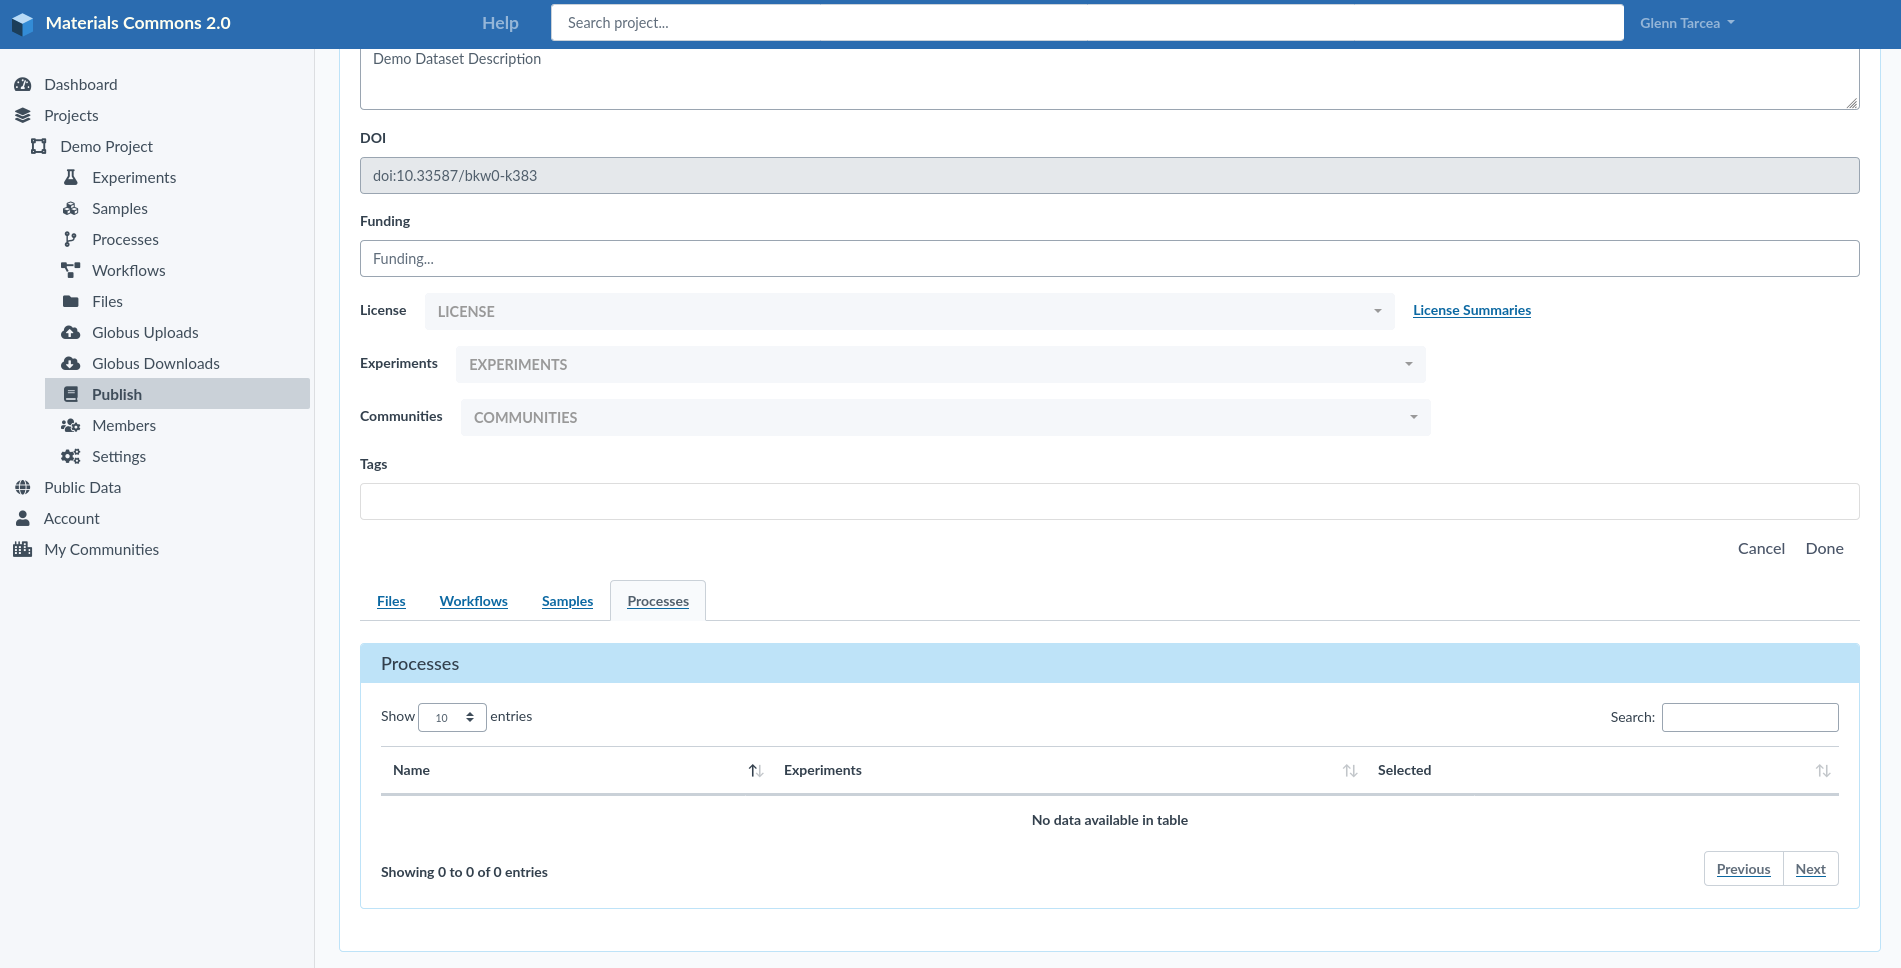 Materials Commons 2.0
Help
Search project...
Glenn Tarcea
Dashboard
Projects
Demo Project
Experiments
Samples
Processes
Workflows
Files
Globus Uploads
Globus Downloads
Publish
Members
Settings
Public Data
Account
My Communities
Demo Dataset Description
DOI
doi:10.33587/bkw0-k383
Funding
Funding...
License LICENSE License Summaries
Experiments EXPERIMENTS
Communities COMMUNITIES
Tags
Cancel Done
Files Workflows Samples Processes
Processes
Show 10 entries Search:
Name Experiments Selected
No data available in table
Showing 0 to 0 of 0 entries Previous Next